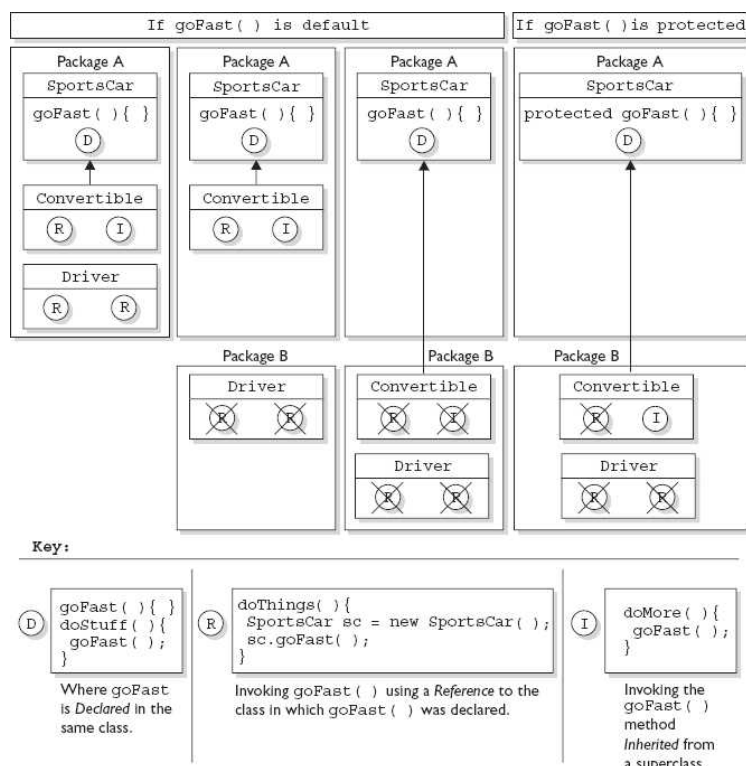 If goFast( ) is default
If goFast( )is protected
Package A
SportsCar
goFast( ){ }
D
Convertible
R I
Driver
R R
Package A
SportsCar
goFast( ){ }
D
Convertible
R I
Package B
Driver
R R
Package A
SportsCar
goFast( ){ }
D
Package B
Convertible
R I
Driver
R R
Package A
SportsCar
protected goFast( ){ }
D
Package B
Convertible
R I
Driver
R R
Key:
D
goFast( ){ }
doStuff( ){
goFast( );
}
Where goFast
is Declared in the
same class.
R
doThings( ){
SportsCar sc = new SportsCar( );
sc.goFast( );
}
Invoking goFast( ) using a Reference to the
class in which goFast( ) was declared.
I
doMore( ){
goFast( );
}
Invoking the
goFast( )
method
Inherited from
a superclass